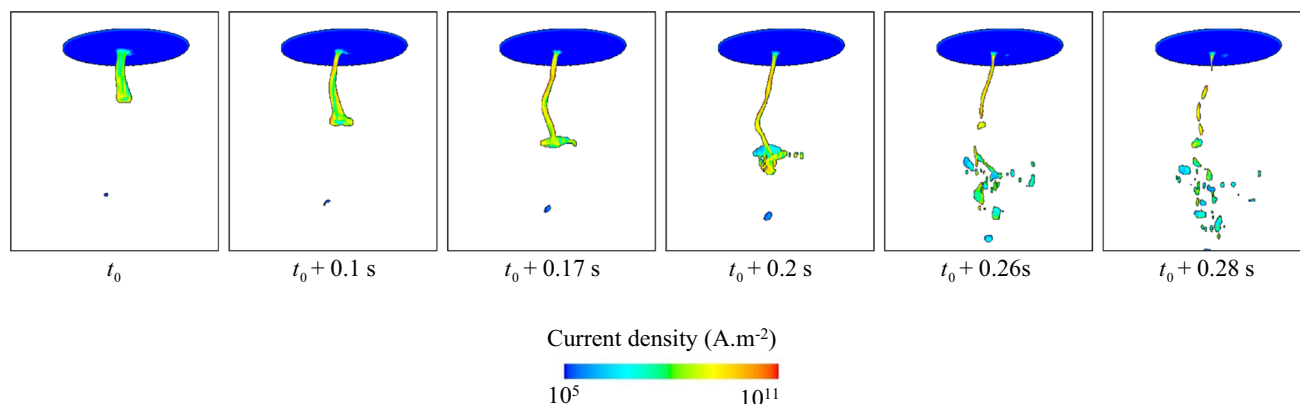 t₀
t₀ + 0.1 s
t₀ + 0.17 s
t₀ + 0.2 s
t₀ + 0.26s
t₀ + 0.28 s
Current density (A.m⁻²)
10⁵
10¹¹